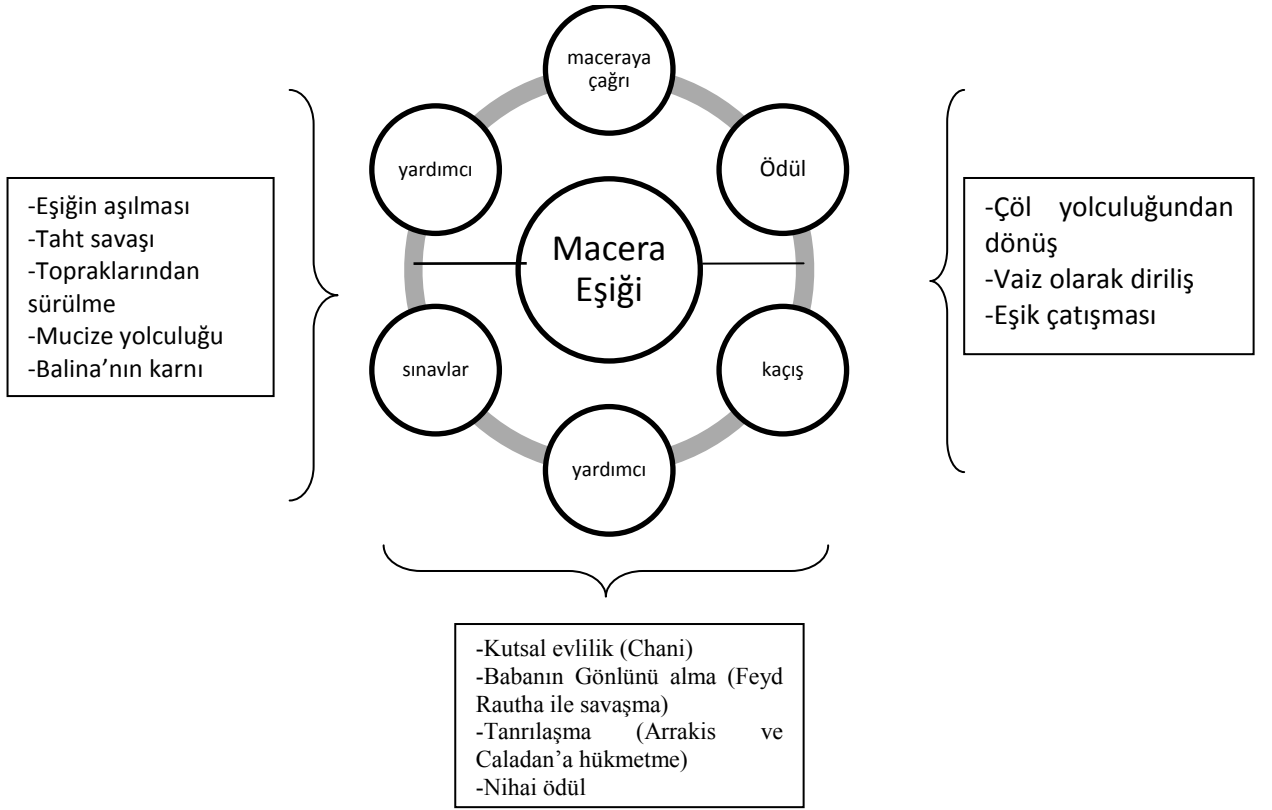 maceraya
çağrı
yardımcı
Ödül
Macera
Eşiği
sınavlar
kaçış
yardımcı
-Eşiğin aşılması
-Taht savaşı
-Topraklarından
sürülme
-Mucize yolculuğu
-Balina’nın karnı
-Çöl yolculuğundan
dönüş
-Vaiz olarak diriliş
-Eşik çatışması
-Kutsal evlilik (Chani)
-Babanın Gönlünü alma (Feyd
Rautha ile savaşma)
-Tanrılaşma (Arrakis ve
Caladan’a hükmetme)
-Nihai ödül